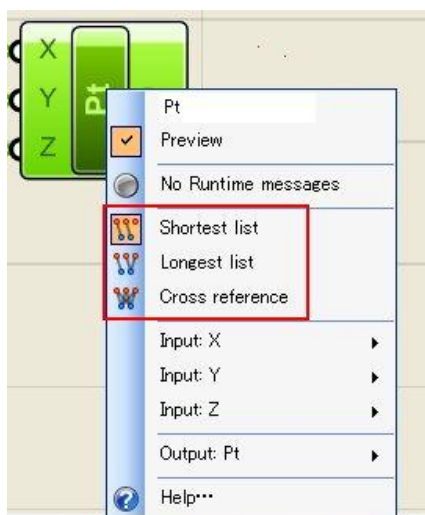 X
Y
Z
Pt
Pt
Preview
No Runtime messages
Shortest list
Longest list
Cross reference
Input: X
Input: Y
Input: Z
Output: Pt
Help…